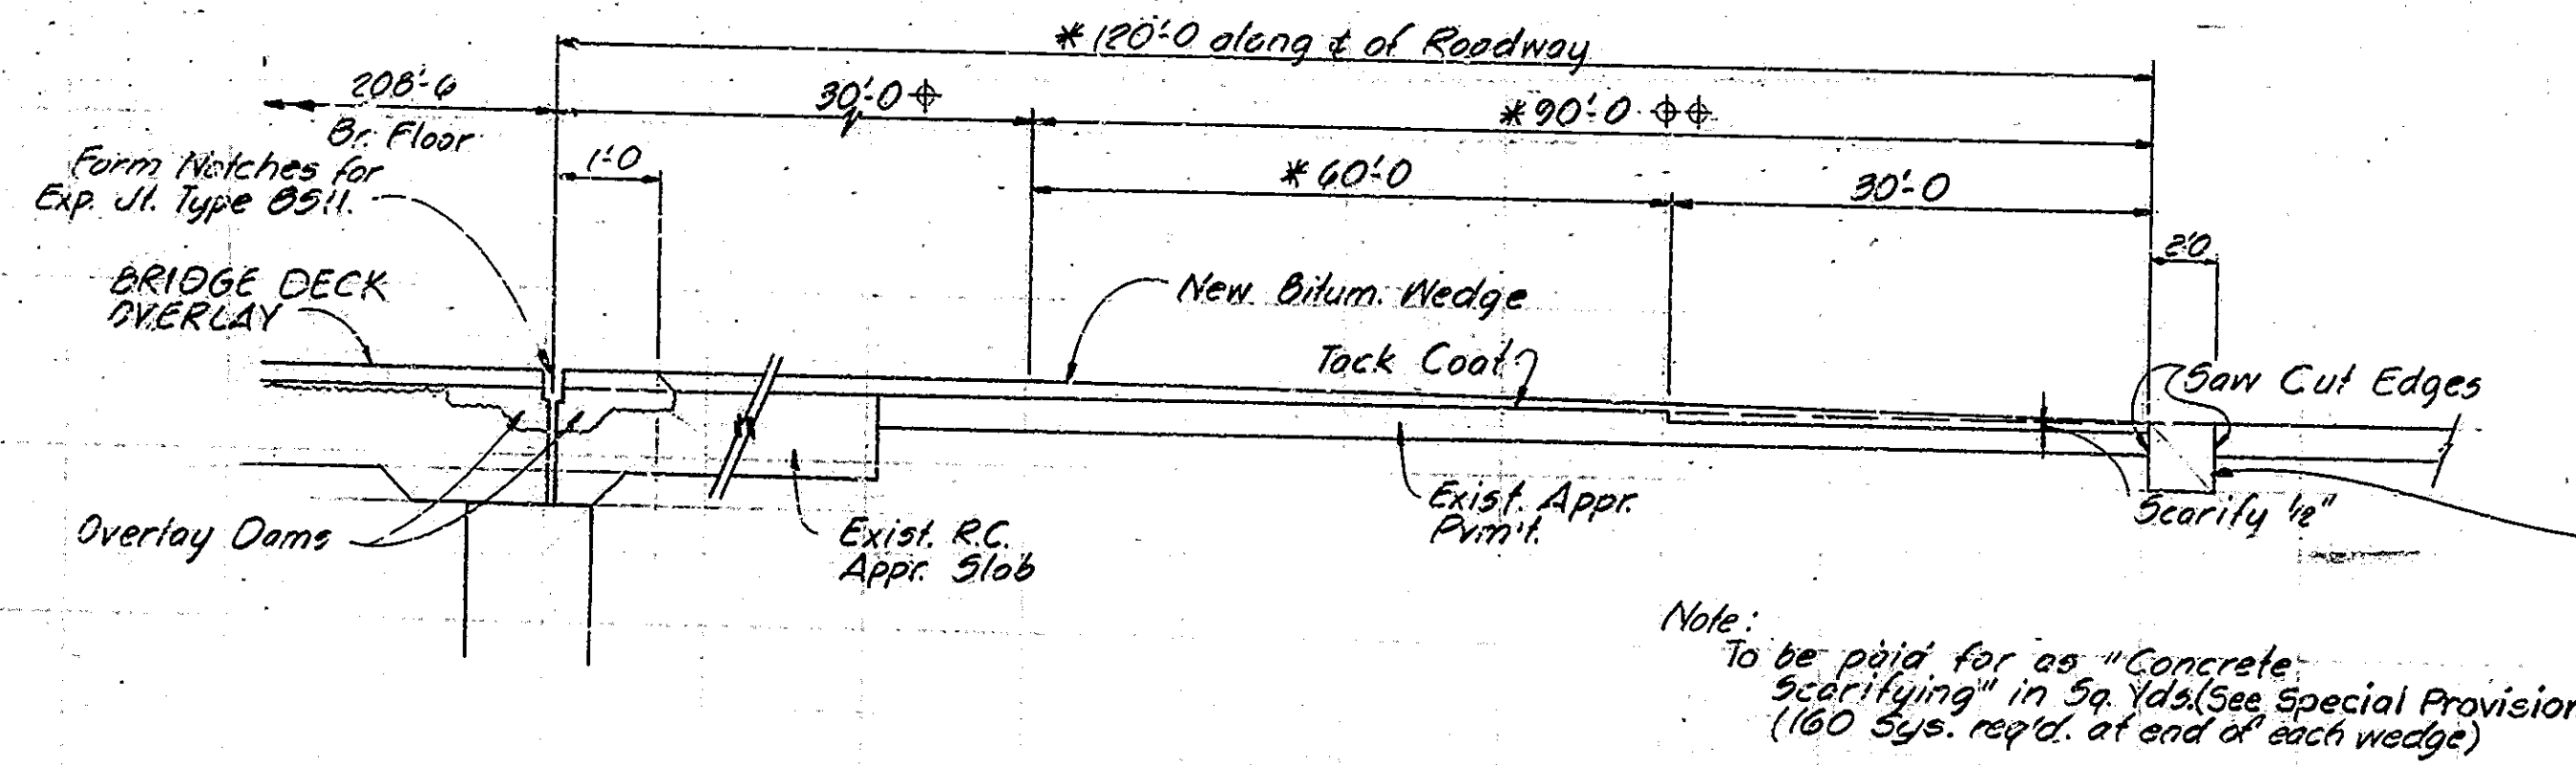 * 120'-0 along ℄ of Roadway
208'-6
Br. Floor
30'-0 ⌖
* 90'-0 ⌖⌖
Form Notches for
Exp. Jt. Type BS11.
1'-0
* 60'-0
30'-0
2'0
BRIDGE DECK
OVERLAY
New Bitum. Wedge
Tack Coat
Saw Cut Edges
Overlay Dams
Exist. R.C.
Appr. Slab
Exist. Appr.
Pvm't.
Scarify 1/2"
Note:
To be paid for as "Concrete
Scarifying" in Sq. Yds.(See Special Provision
(160 Sys. req'd. at end of each wedge)